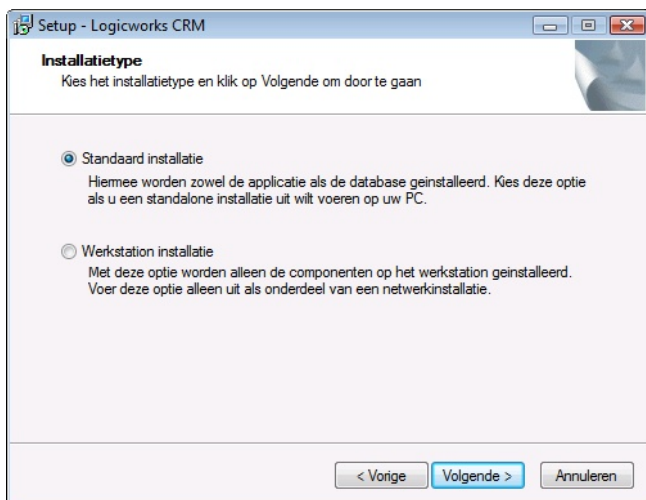 Setup - Logicworks CRM
Installatietype
Kies het installatietype en klik op Volgende om door te gaan
Standaard installatie
Hiermee worden zowel de applicatie als de database geinstalleerd. Kies deze optie
als u een standalone installatie uit wilt voeren op uw PC.
Werkstation installatie
Met deze optie worden alleen de componenten op het werkstation geinstalleerd.
Voer deze optie alleen uit als onderdeel van een netwerkinstallatie.
< Vorige
Volgende >
Annuleren